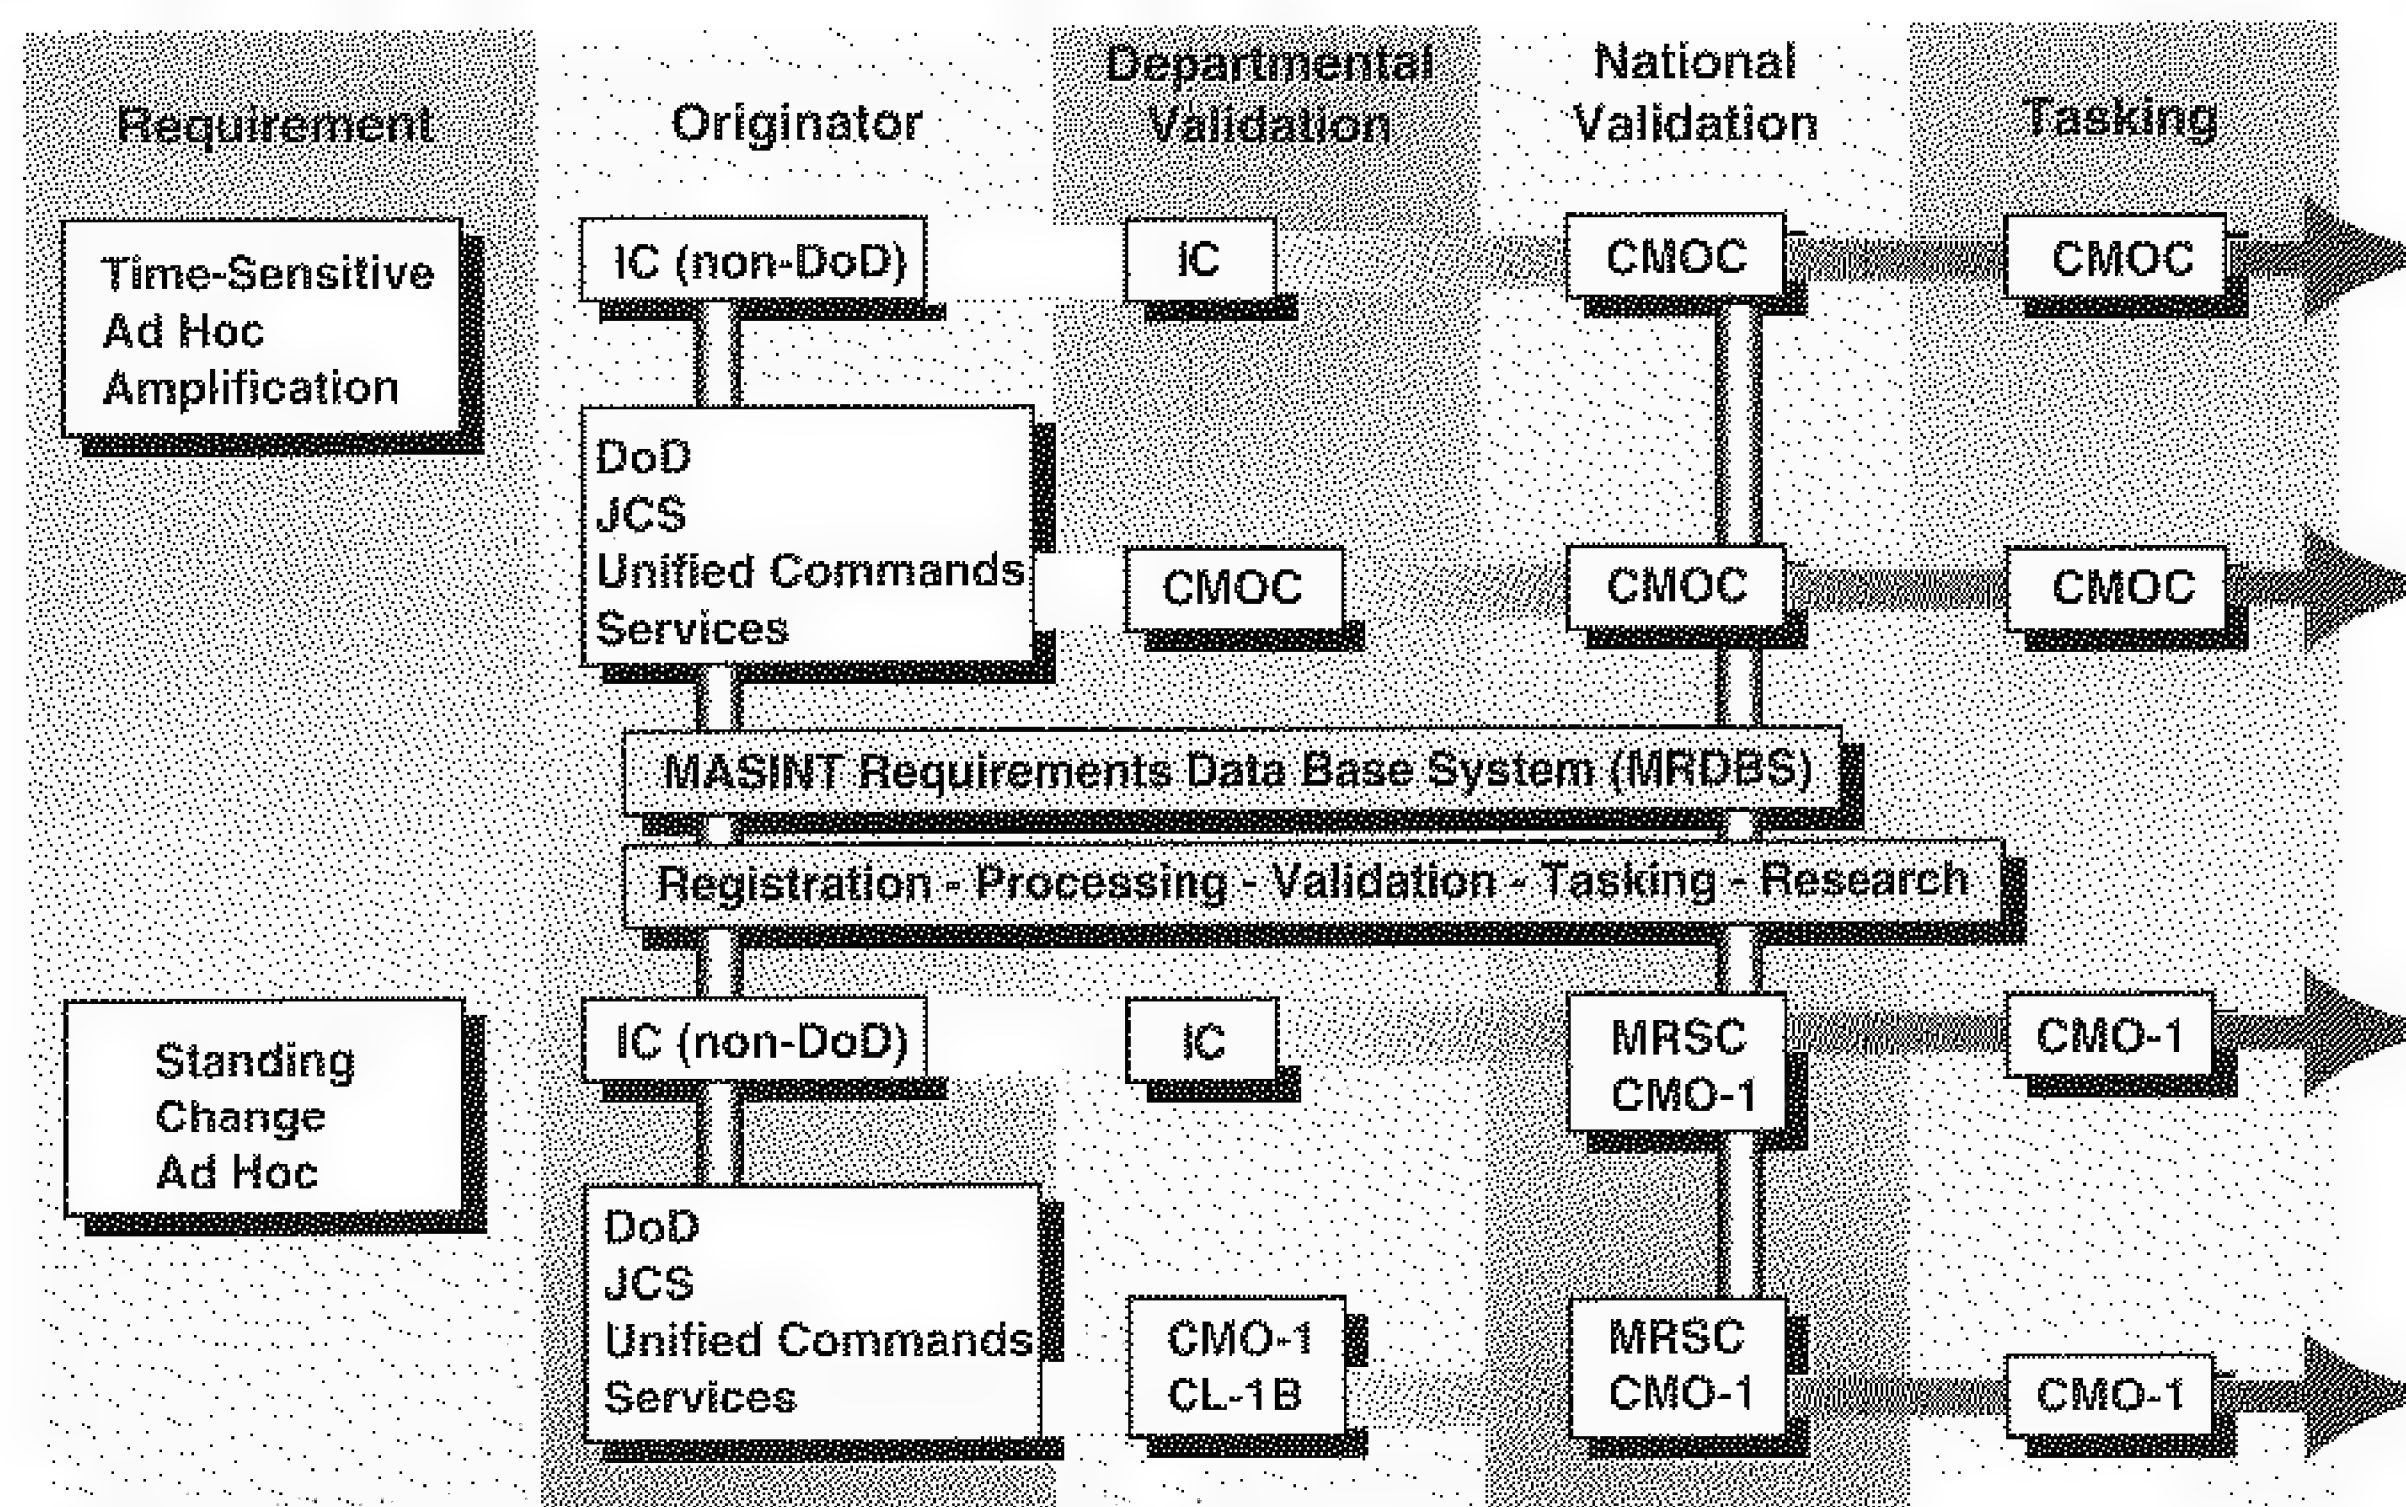 Requirement
Originator
Departmental
Validation
National
Validation
Tasking
Time-Sensitive
Ad Hoc
Amplification
IC (non-DoD)
IC
CMOC
CMOC
DoD
JCS
Unified Commands
Services
CMOC
CMOC
CMOC
MASINT Requirements Data Base System (MRDBS)
Registration - Processing - Validation - Tasking - Research
Standing
Change
Ad Hoc
IC (non-DoD)
IC
MRSC
CMO-1
CMO-1
DoD
JCS
Unified Commands
Services
CMO-1
CL-1B
MRSC
CMO-1
CMO-1